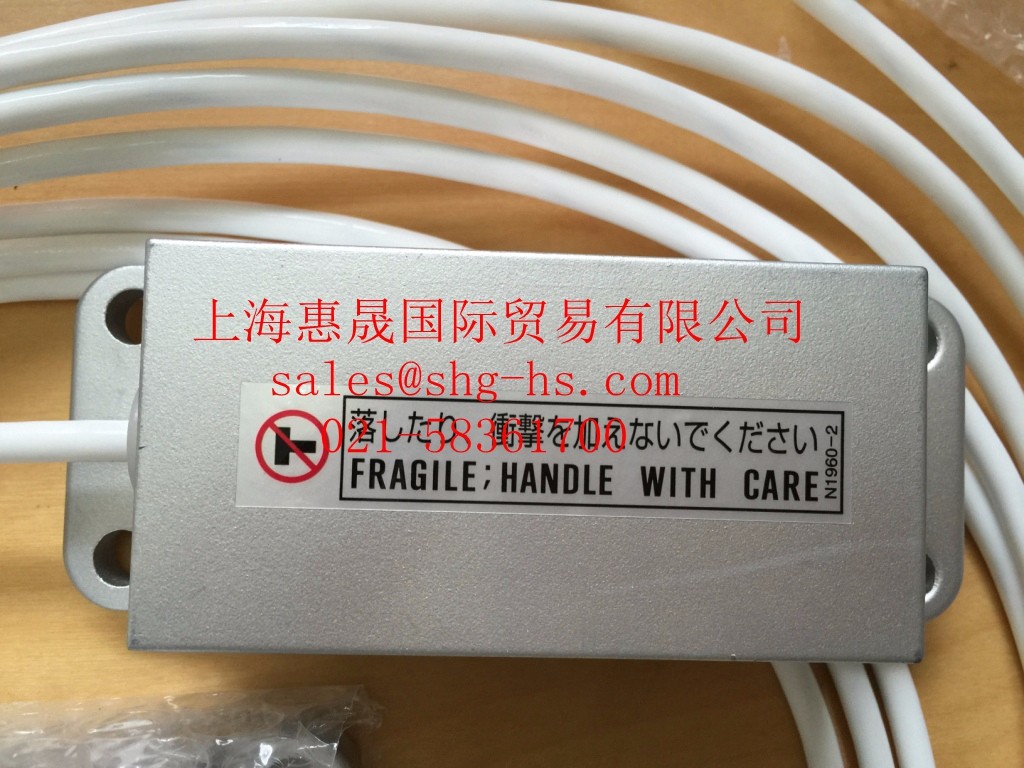 上海惠晟国际贸易有限公司
sales@shg-hs.com
021-58361700
落したり、衝撃を加えないでください
FRAGILE; HANDLE WITH CARE
N1960-2